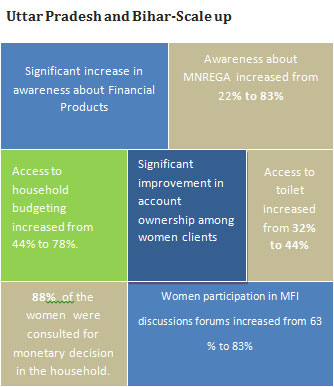 Uttar Pradesh and Bihar-Scale up
Significant increase in
awareness about Financial
Products
Awareness about
MNREGA increased from
22% to 83%
Access to
household
budgeting
increased from
44% to 78%.
Significant
improvement in
account
ownership among
women clients
Access to
toilet
increased
from 32%
to 44%
88% of the
women were
consulted for
monetary decision
in the household.
Women participation in MFI
discussions forums increased from 63
% to 83%